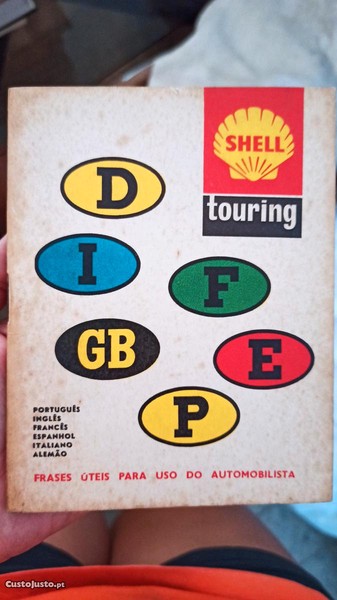 SHELL
touring
D
I
F
GB
E
P
PORTUGUÊS
INGLÊS
FRANCÊS
ESPANHOL
ITALIANO
ALEMÃO
FRASES ÚTEIS PARA USO DO AUTOMOBILISTA
CustoJusto.pt